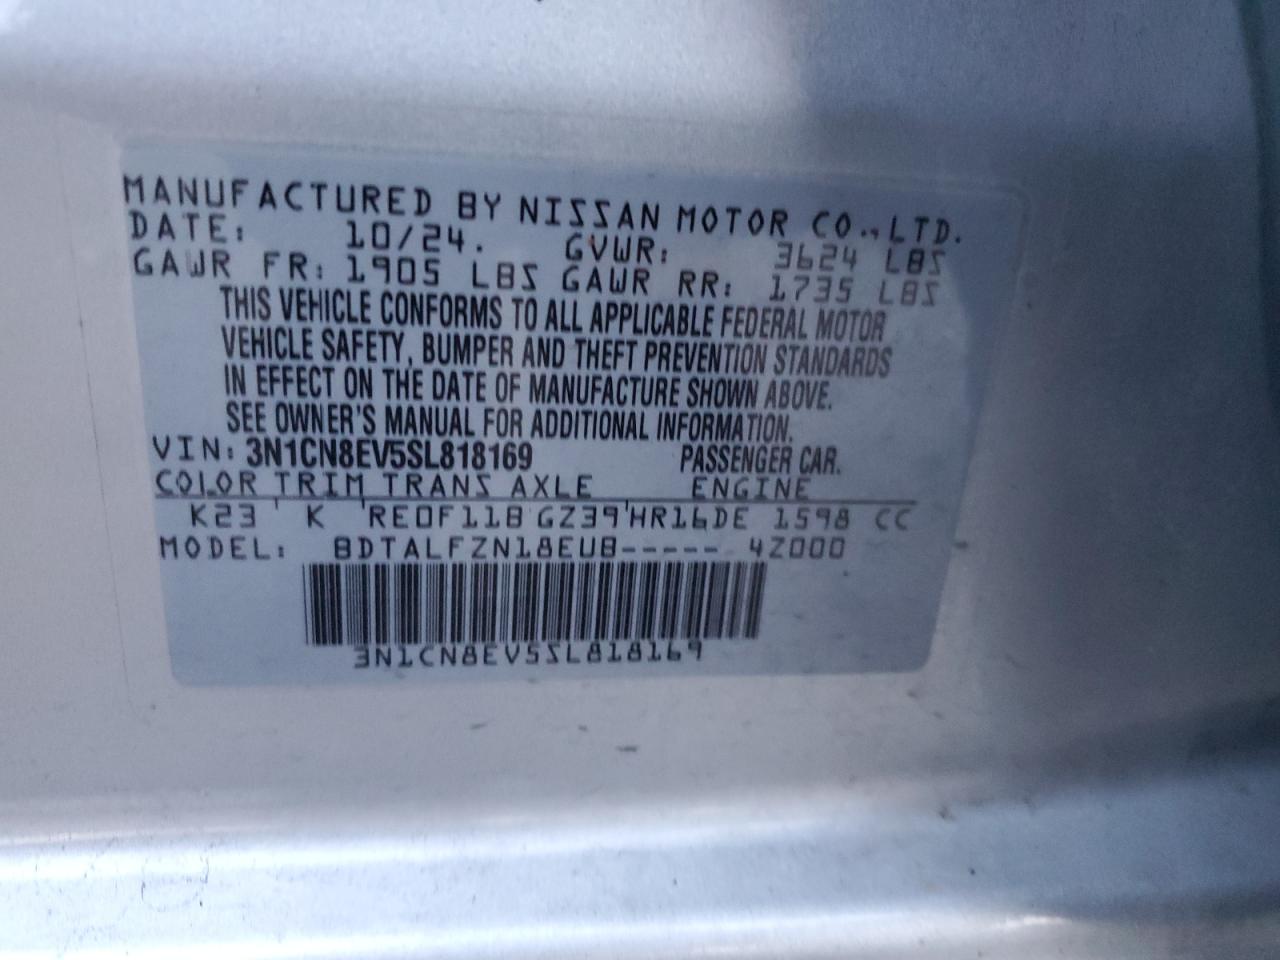 MANUFACTURED BY NISSAN MOTOR CO., LTD.
DATE: 10/24. GVWR: 3624 LBS
GAWR FR: 1905 LBS GAWR RR: 1735 LBS
THIS VEHICLE CONFORMS TO ALL APPLICABLE FEDERAL MOTOR
VEHICLE SAFETY, BUMPER AND THEFT PREVENTION STANDARDS
IN EFFECT ON THE DATE OF MANUFACTURE SHOWN ABOVE.
SEE OWNER'S MANUAL FOR ADDITIONAL INFORMATION.
VIN: 3N1CN8EV5SL818169 PASSENGER CAR.
COLOR TRIM TRANS AXLE ENGINE
K23 K RE0F11B GZ39 HR16DE 1598 CC
MODEL: BDTALFZN18EUB----- 4Z000
3N1CN8EV5SL818169